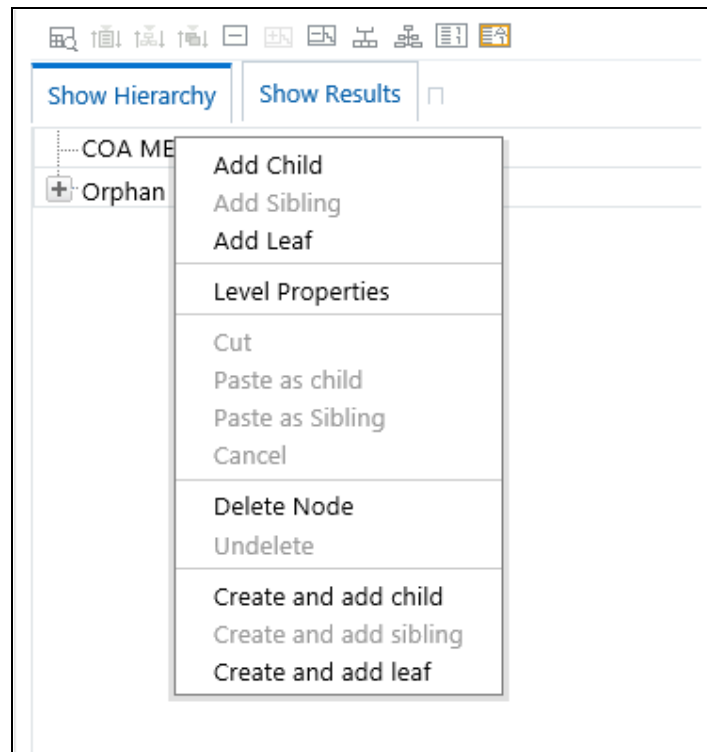 Show Hierarchy
Show Results
COA ME
Orphan
Add Child
Add Sibling
Add Leaf
Level Properties
Cut
Paste as child
Paste as Sibling
Cancel
Delete Node
Undelete
Create and add child
Create and add sibling
Create and add leaf